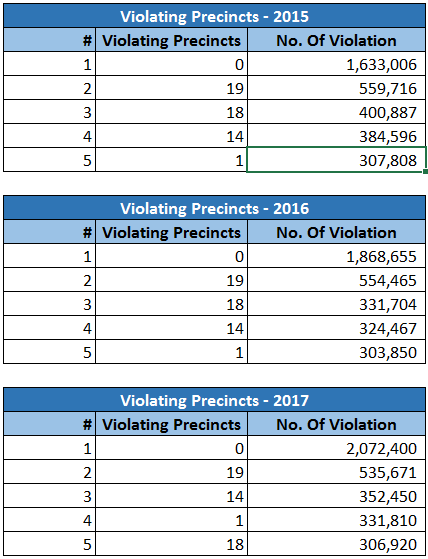 Violating Precincts - 2015
# Violating Precincts No. Of Violation
1 0 1,633,006
2 19 559,716
3 18 400,887
4 14 384,596
5 1 307,808
Violating Precincts - 2016
# Violating Precincts No. Of Violation
1 0 1,868,655
2 19 554,465
3 18 331,704
4 14 324,467
5 1 303,850
Violating Precincts - 2017
# Violating Precincts No. Of Violation
1 0 2,072,400
2 19 535,671
3 14 352,450
4 1 331,810
5 18 306,920